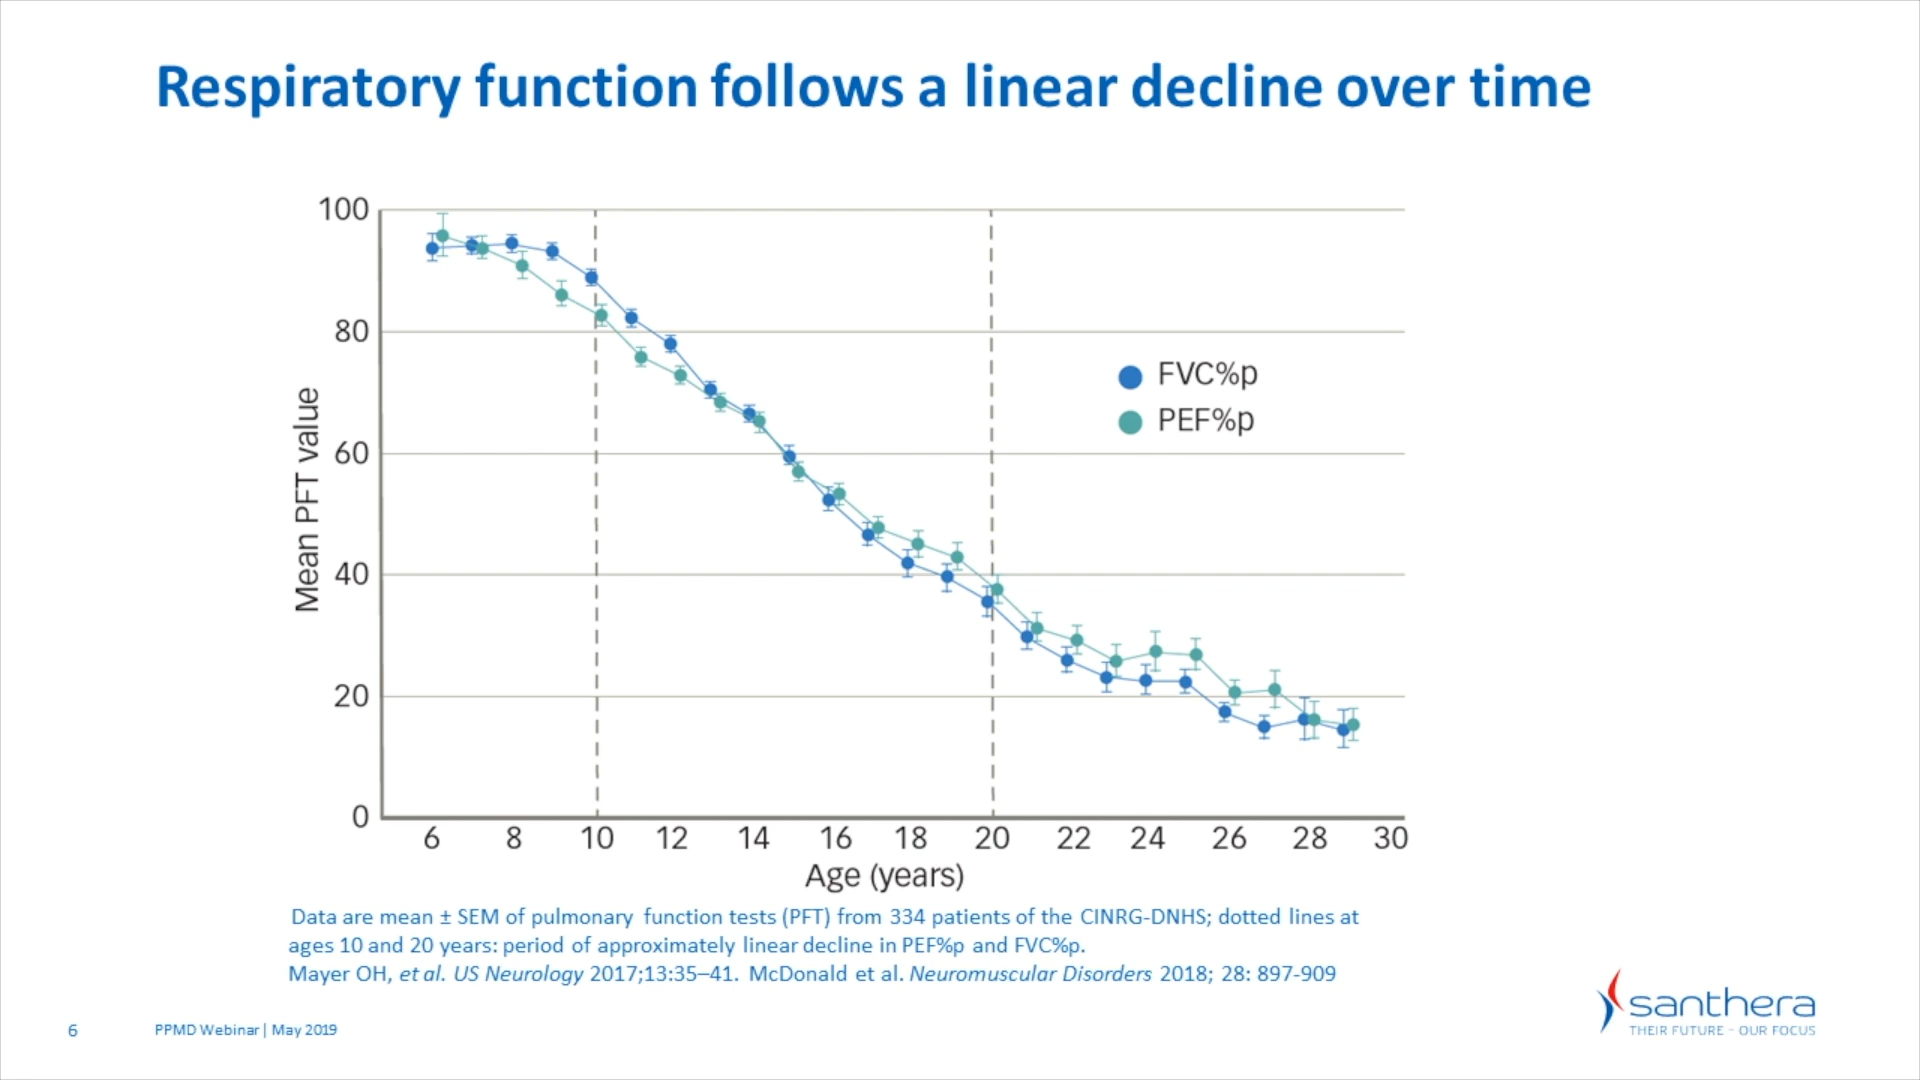 Respiratory function follows a linear decline over time
100
80
60
40
20
0
Mean PFT value
FVC%p
PEF%p
6 8 10 12 14 16 18 20 22 24 26 28 30
Age (years)
Data are mean ± SEM of pulmonary function tests (PFT) from 334 patients of the CINRG-DNHS; dotted lines at
ages 10 and 20 years: period of approximately linear decline in PEF%p and FVC%p.
Mayer OH, et al. US Neurology 2017;13:35–41. McDonald et al. Neuromuscular Disorders 2018; 28: 897-909
santhera
THEIR FUTURE - OUR FOCUS
6 PPMD Webinar | May 2019